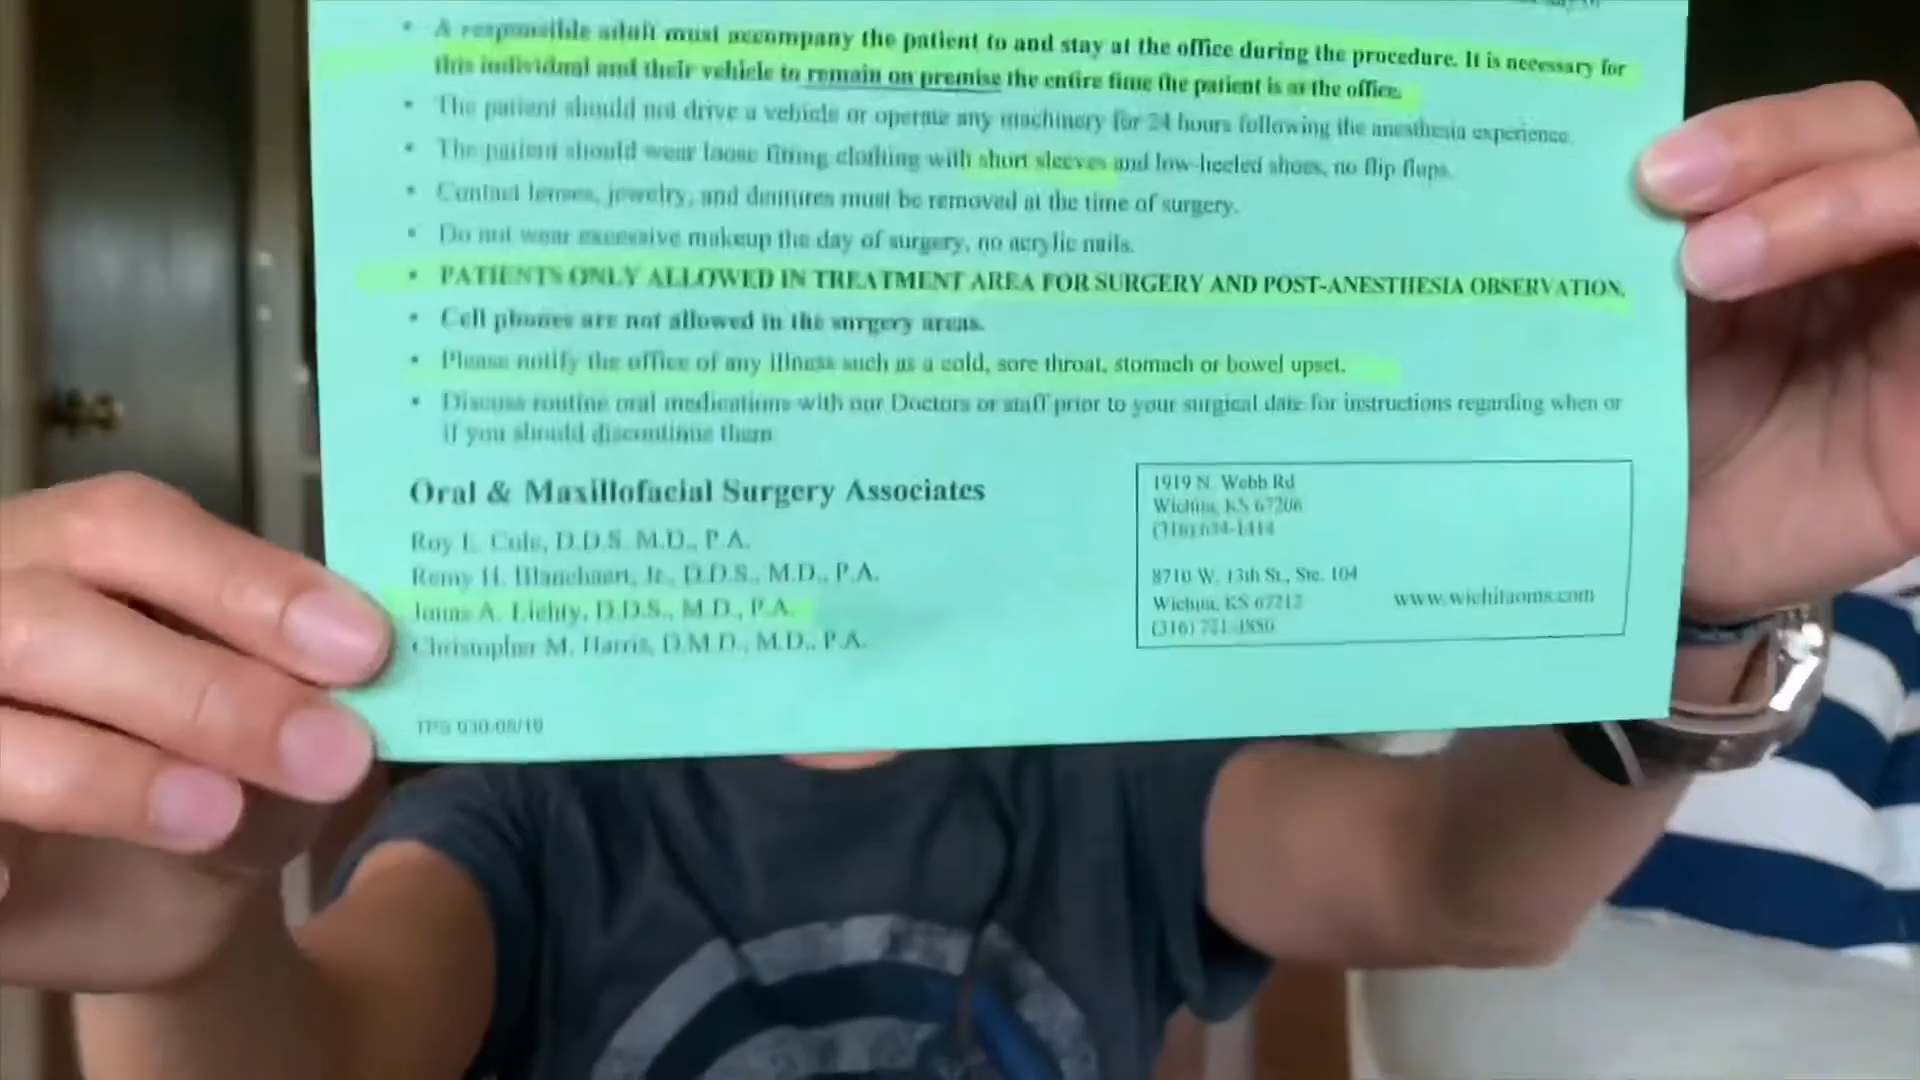 A responsible adult must accompany the patient to and stay at the office during the procedure. It is necessary for
this individual and their vehicle to remain on premise the entire time the patient is at the office.
The patient should not drive a vehicle or operate any machinery for 24 hours following the anesthesia experience.
The patient should wear loose fitting clothing with short sleeves and low-heeled shoes, no flip flops.
Contact lenses, jewelry, and dentures must be removed at the time of surgery.
Do not wear excessive makeup the day of surgery, no acrylic nails.
PATIENTS ONLY ALLOWED IN TREATMENT AREA FOR SURGERY AND POST-ANESTHESIA OBSERVATION.
Cell phones are not allowed in the surgery areas.
Please notify the office of any illness such as a cold, sore throat, stomach or bowel upset.
Discuss routine oral medications with our Doctors or staff prior to your surgical date for instructions regarding when or
if you should discontinue them
Oral & Maxillofacial Surgery Associates
Roy L. D.D.S. M.D., P.A.
Remy H. Blanchaert, Jr., D.D.S., M.D., P.A.
A. Lichty, D.D.S., M.D., P.A.
Christopher M. Harris, D.M.D., M.D., P.A.
1919 N. Webb Rd
Wichita, KS 67206
(316) 634-1414
8710 W. 13th St., Ste. 104
Wichita, KS 67212
(316)
www.wichitaoms.com